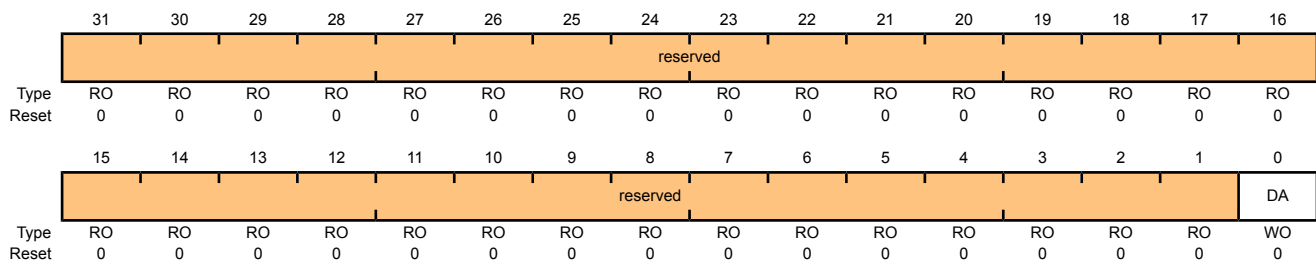 31 30 29 28 27 26 25 24 23 22 21 20 19 18 17 16
reserved
Type RO RO RO RO RO RO RO RO RO RO RO RO RO RO RO RO
Reset 0 0 0 0 0 0 0 0 0 0 0 0 0 0 0 0
15 14 13 12 11 10 9 8 7 6 5 4 3 2 1 0
reserved DA
Type RO RO RO RO RO RO RO RO RO RO RO RO RO RO RO WO
Reset 0 0 0 0 0 0 0 0 0 0 0 0 0 0 0 0